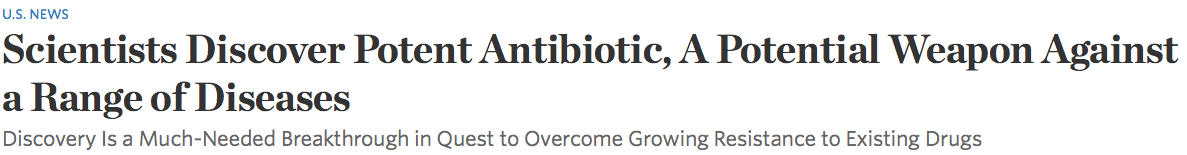 U.S. NEWS
Scientists Discover Potent Antibiotic, A Potential Weapon Against
a Range of Diseases
Discovery Is a Much-Needed Breakthrough in Quest to Overcome Growing Resistance to Existing Drugs